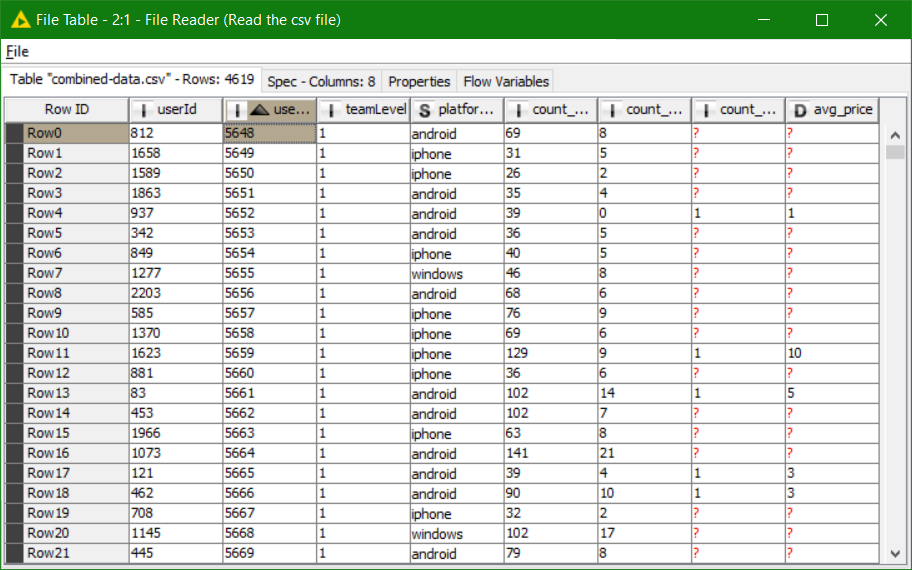 File Table - 2:1 - File Reader (Read the csv file)
File
Table "combined-data.csv" - Rows: 4619 Spec - Columns: 8 Properties Flow Variables
Row ID I userId I use... I teamLevel S platfor... I count_... I count_... I count_... D avg_price
Row0 812 5648 1 android 69 8 ? ?
Row1 1658 5649 1 iphone 31 5 ? ?
Row2 1589 5650 1 iphone 26 2 ? ?
Row3 1863 5651 1 android 35 4 ? ?
Row4 937 5652 1 android 39 0 1 1
Row5 342 5653 1 android 36 5 ? ?
Row6 849 5654 1 iphone 40 5 ? ?
Row7 1277 5655 1 windows 46 8 ? ?
Row8 2203 5656 1 android 68 6 ? ?
Row9 585 5657 1 iphone 76 9 ? ?
Row10 1370 5658 1 iphone 69 6 ? ?
Row11 1623 5659 1 iphone 129 9 1 10
Row12 881 5660 1 iphone 36 6 ? ?
Row13 83 5661 1 android 102 14 1 5
Row14 453 5662 1 android 102 7 ? ?
Row15 1966 5663 1 iphone 63 8 ? ?
Row16 1073 5664 1 android 141 21 ? ?
Row17 121 5665 1 android 39 4 1 3
Row18 462 5666 1 android 90 10 1 3
Row19 708 5667 1 iphone 32 2 ? ?
Row20 1145 5668 1 windows 102 17 ? ?
Row21 445 5669 1 android 79 8 ? ?